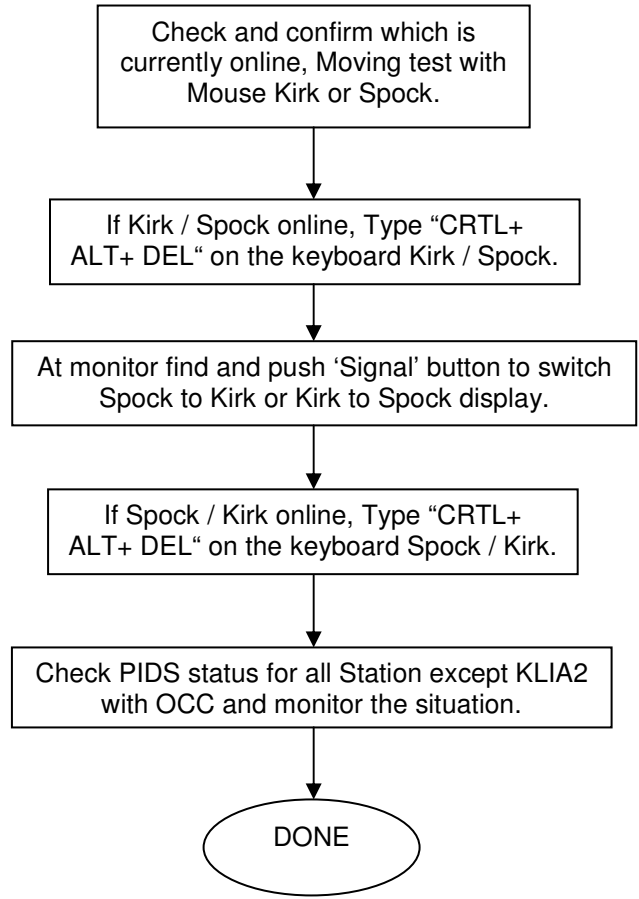 Check and confirm which is
currently online, Moving test with
Mouse Kirk or Spock.
If Kirk / Spock online, Type “CRTL+
ALT+ DEL“ on the keyboard Kirk / Spock.
At monitor find and push ‘Signal’ button to switch
Spock to Kirk or Kirk to Spock display.
If Spock / Kirk online, Type “CRTL+
ALT+ DEL“ on the keyboard Spock / Kirk.
Check PIDS status for all Station except KLIA2
with OCC and monitor the situation.
DONE